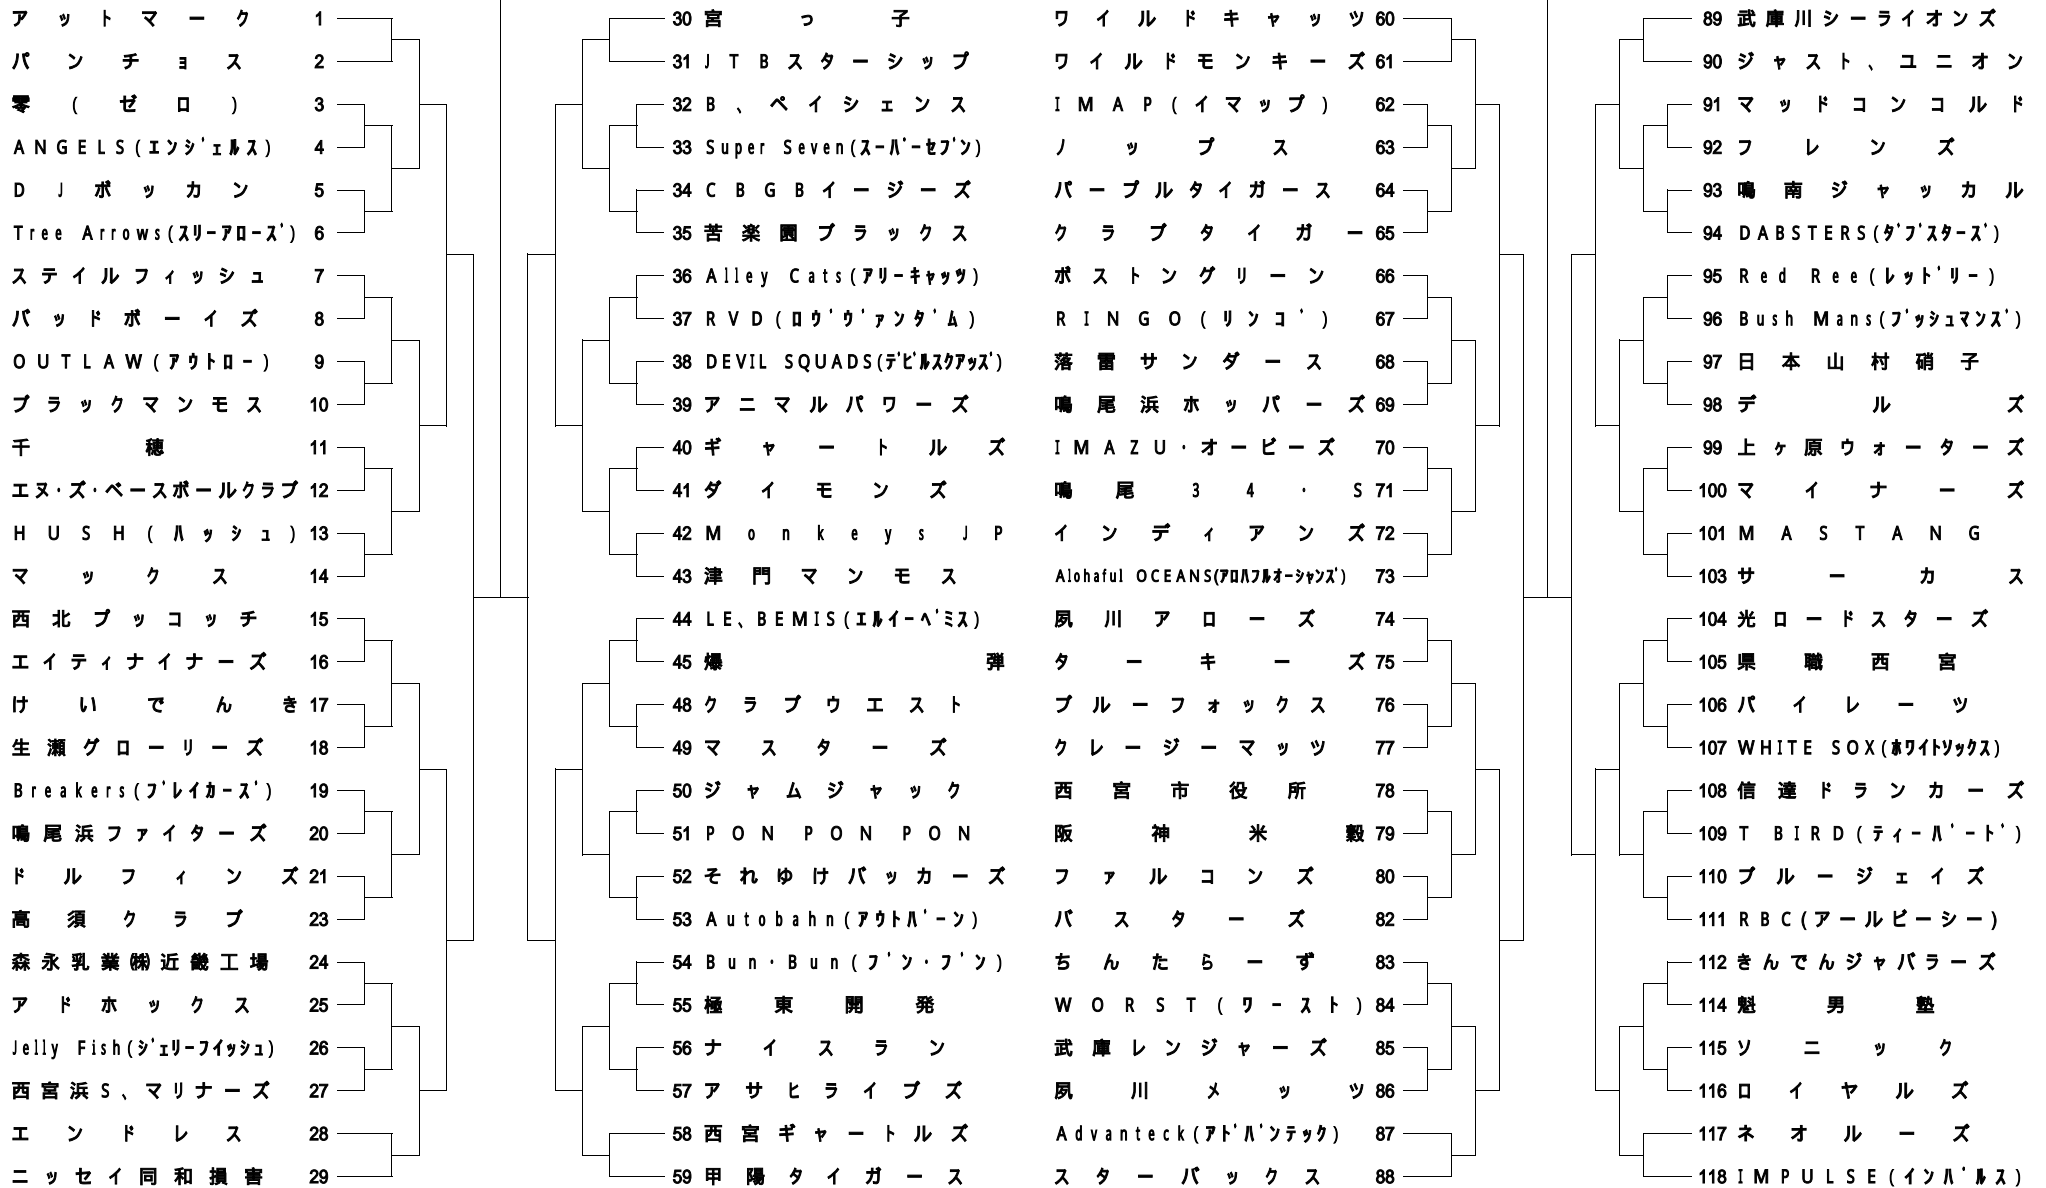 アットマーク 1
パンチョス 2
零(ゼロ) 3
ANGELS(ｴﾝｼﾞｪﾙｽ) 4
DJボッカン 5
Tree Arrows(ｽﾘｰｱﾛｰｽﾞ) 6
ステイルフィッシュ 7
バッドボーイズ 8
OUTLAW(ｱｳﾄﾛｰ) 9
ブラックマンモス 10
千穂 11
エヌ・ズ・ベースボールクラブ 12
HUSH(ﾊｯｼｭ) 13
マックス 14
西北プッコッチ 15
エイティナイナーズ 16
けいでんき 17
生瀬グローリーズ 18
Breakers(ﾌﾞﾚｲｶｰｽﾞ) 19
鳴尾浜ファイターズ 20
ドルフィンズ 21
高須クラブ 23
森永乳業㈱近畿工場 24
アドホックス 25
Jelly Fish(ｼﾞｪﾘｰﾌｲｯｼｭ) 26
西宮浜S、マリナーズ 27
エンドレス 28
ニッセイ同和損害 29
30 宮っ子
31 JTBスターシップ
32 B、ペイシェンス
33 Super Seven(ｽｰﾊﾟｰｾﾌﾞﾝ)
34 CBGBイージーズ
35 苦楽園ブラックス
36 Alley Cats(ｱﾘｰｷｬｯﾂ)
37 RVD(ﾛｳﾞｳﾞｧﾝﾀﾞﾑ)
38 DEVIL SQUADS(ﾃﾞﾋﾞﾙｽｸｱｯｽﾞ)
39 アニマルパワーズ
40 ギャートルズ
41 ダイモンズ
42 Monkeys JP
43 津門マンモス
44 LE、BEMIS(ｴﾙｲｰﾍﾞﾐｽ)
45 爆弾
48 クラブウエスト
49 マスターズ
50 ジャムジャック
51 PON PON PON
52 それゆけバッカーズ
53 Autobahn(ｱｳﾄﾊﾞｰﾝ)
54 Bun･Bun(ﾌﾞﾝ･ﾌﾞﾝ)
55 極東開発
56 ナイスラン
57 アサヒライブズ
58 西宮ギャートルズ
59 甲陽タイガース
ワイルドキャッツ 60
ワイルドモンキーズ 61
IMAP(イマップ) 62
ノップス 63
パープルタイガース 64
クラブタイガー 65
ボストングリーン 66
RINGO(ﾘﾝｺﾞ) 67
落雷サンダース 68
鳴尾浜ホッパーズ 69
IMAZU・オービーズ 70
鳴尾34・S 71
インディアンズ 72
Alohaful OCEANS(ｱﾛﾊﾌﾙｵｰｼｬﾝｽﾞ) 73
夙川アローズ 74
ターキーズ 75
ブルーフォックス 76
クレージーマッツ 77
西宮市役所 78
阪神米穀 79
ファルコンズ 80
バスターズ 82
ちんたらーず 83
WORST(ﾜｰｽﾄ) 84
武庫レンジャーズ 85
夙川メッツ 86
Advanteck(ｱﾄﾞﾊﾞﾝﾃｯｸ) 87
スターバックス 88
89 武庫川シーライオンズ
90 ジャスト、ユニオン
91 マッドコンコルド
92 フレンズ
93 鳴南ジャッカル
94 DABSTERS(ﾀﾞﾌﾞｽﾀｰｽﾞ)
95 Red Ree(ﾚｯﾄﾞﾘｰ)
96 Bush Mans(ﾌﾞｯｼｭﾏﾝｽﾞ)
97 日本山村硝子
98 デルズ
99 上ヶ原ウォーターズ
100 マイナーズ
101 MASTANG
103 サーカス
104 光ロードスターズ
105 県職西宮
106 パイレーツ
107 WHITE SOX(ﾎﾜｲﾄｿｯｸｽ)
108 信達ドランカーズ
109 T BIRD(ﾃｨｰﾊﾞｰﾄﾞ)
110 ブルージェイズ
111 RBC(アールビーシー)
112 きんでんジャバラーズ
114 魁男塾
115 ソニック
116 ロイヤルズ
117 ネオルーズ
118 IMPULSE(ｲﾝﾊﾟﾙｽ)